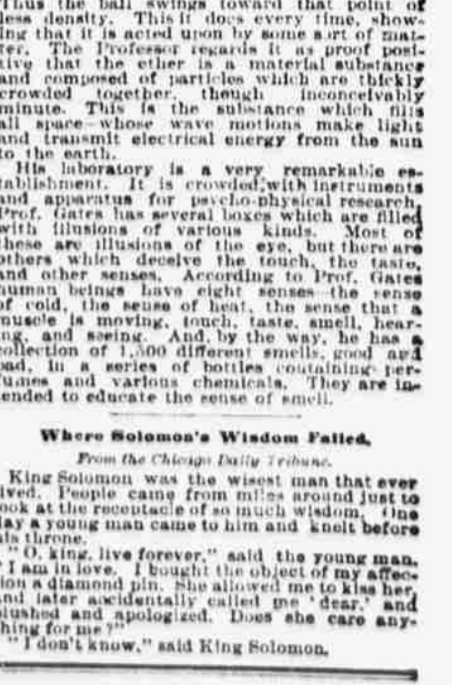 Thus the ball swings toward that point of
less density. This it does every time, show-
ing that it is acted upon by some sort of mat-
ter. The Professor regards it as proof posi-
tive that the ether is a material substance
and composed of particles which are thickly
crowded together, though inconceivably
minute. This is the substance which fills
all space—whose wave motions make light
and transmit electrical energy from the sun
to the earth.
His laboratory is a very remarkable es-
tablishment. It is crowded with instruments
and apparatus for psycho-physical research.
Prof. Gates has several boxes which are filled
with illusions of various kinds. Most of
these are illusions of the eye, but there are
others which deceive the touch, the taste,
and other senses. According to Prof. Gates
human beings have eight senses—the sense
of cold, the sense of heat, the sense that a
muscle is moving, touch, taste, smell, hear-
ing, and seeing. And, by the way, he has a
collection of 1,500 different smells, good and
bad, in a series of bottles containing per-
fumes and various chemicals. They are in-
tended to educate the sense of smell.
Where Solomon's Wisdom Failed.
From the Chicago Daily Tribune.
King Solomon was the wisest man that ever
lived. People came from miles around just to
look at the receptacle of so much wisdom. One
day a young man came to him and knelt before
his throne.
"O, king, live forever," said the young man.
"I am in love. I bought the object of my affec-
tion a diamond pin. She allowed me to kiss her,
and later accidentally called me 'dear,' and
blushed and apologized. Does she care any-
thing for me?"
"I don't know," said King Solomon.